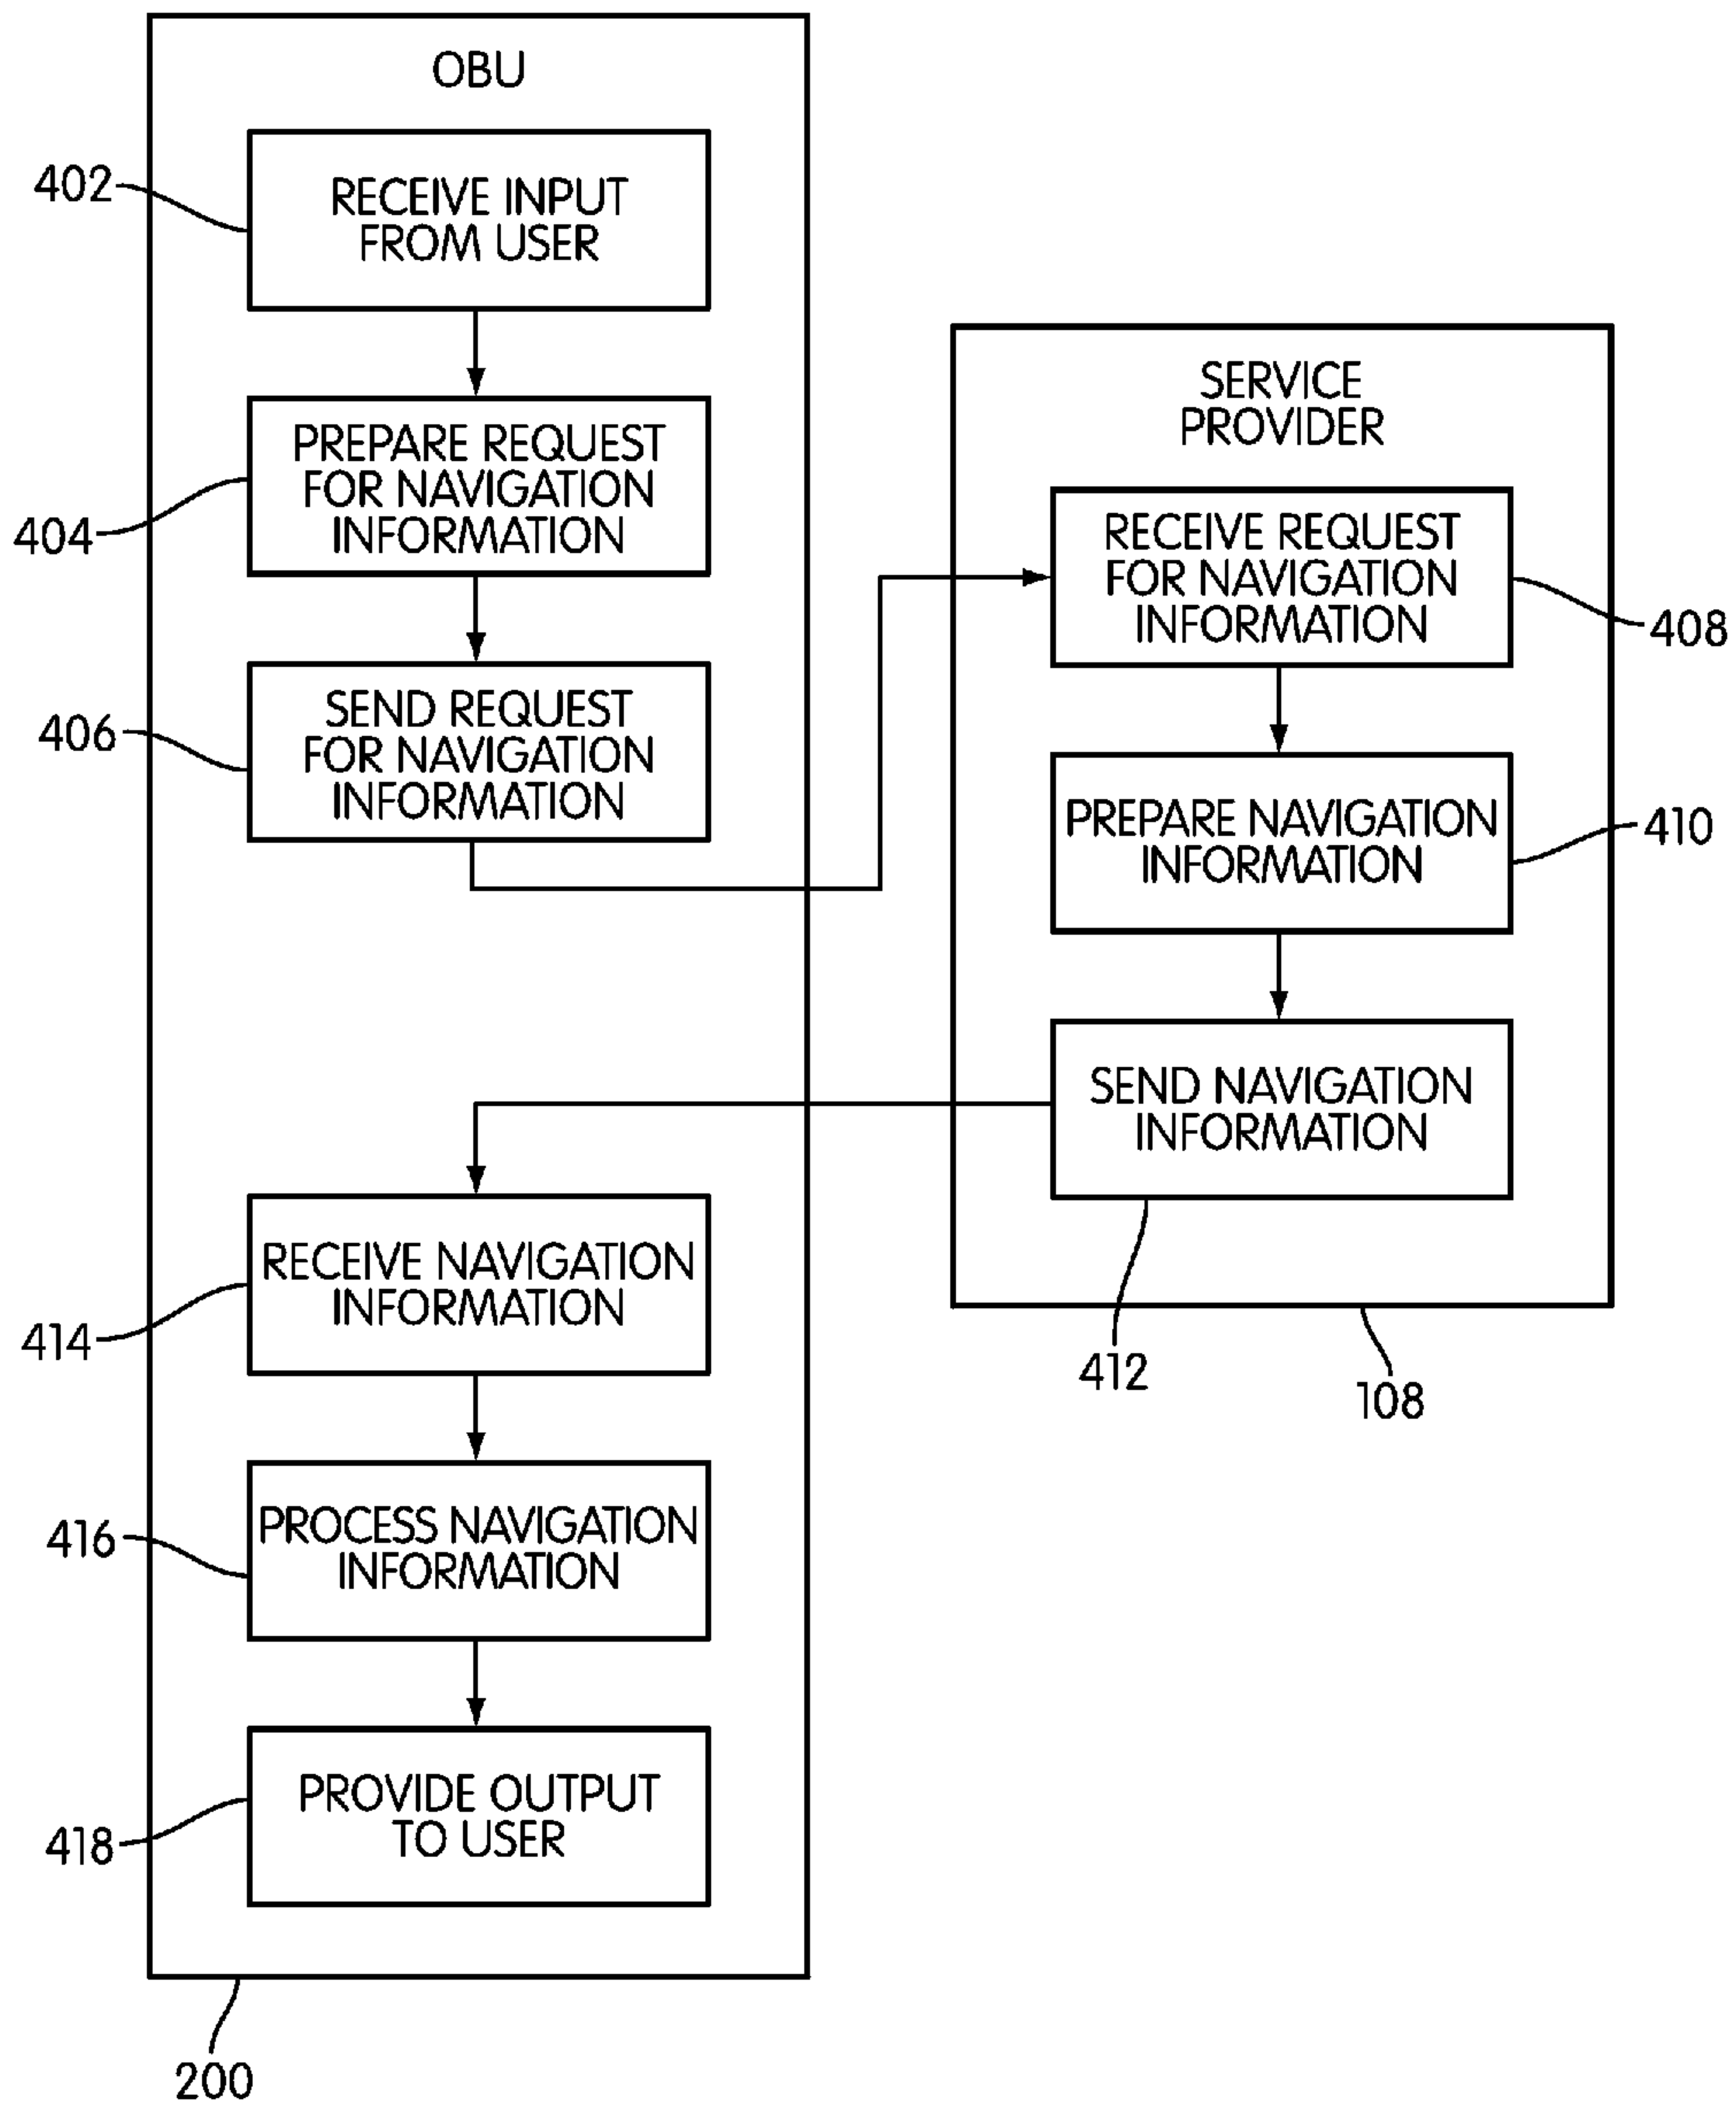 OBU
402
RECEIVE INPUT
FROM USER
404
PREPARE REQUEST
FOR NAVIGATION
INFORMATION
406
SEND REQUEST
FOR NAVIGATION
INFORMATION
SERVICE
PROVIDER
RECEIVE REQUEST
FOR NAVIGATION
INFORMATION
408
PREPARE NAVIGATION
INFORMATION
410
SEND NAVIGATION
INFORMATION
412
108
RECEIVE NAVIGATION
INFORMATION
414
PROCESS NAVIGATION
INFORMATION
416
PROVIDE OUTPUT
TO USER
418
200